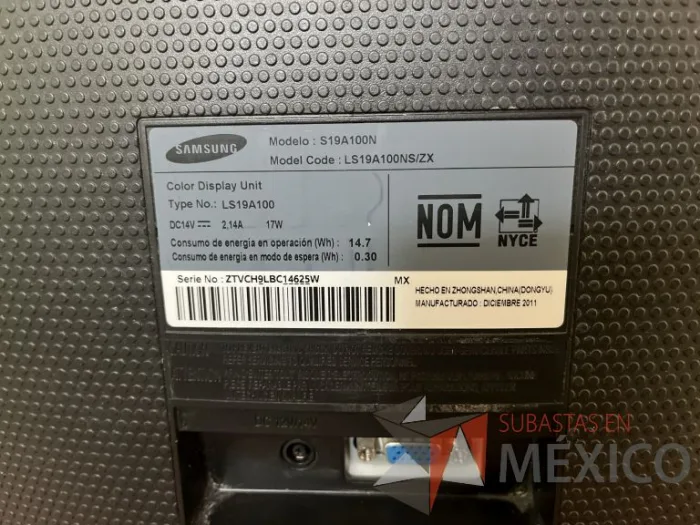 SAMSUNG
Modelo : S19A100N
Model Code : LS19A100NS/ZX
Color Display Unit
Type No.: LS19A100
DC14V 2,14A 17W
Consumo de energia en operación (Wh) : 14.7
Consumo de energia en modo de espera (Wh) : 0.30
NOM
NYCE
Serie No : ZTVCH9LBC14625W
MX
HECHO EN ZHONGSHAN,CHINA(DONGYU)
MANUFACTURADO : DICIEMBRE 2011
SUBASTAS EN
MÉXICO